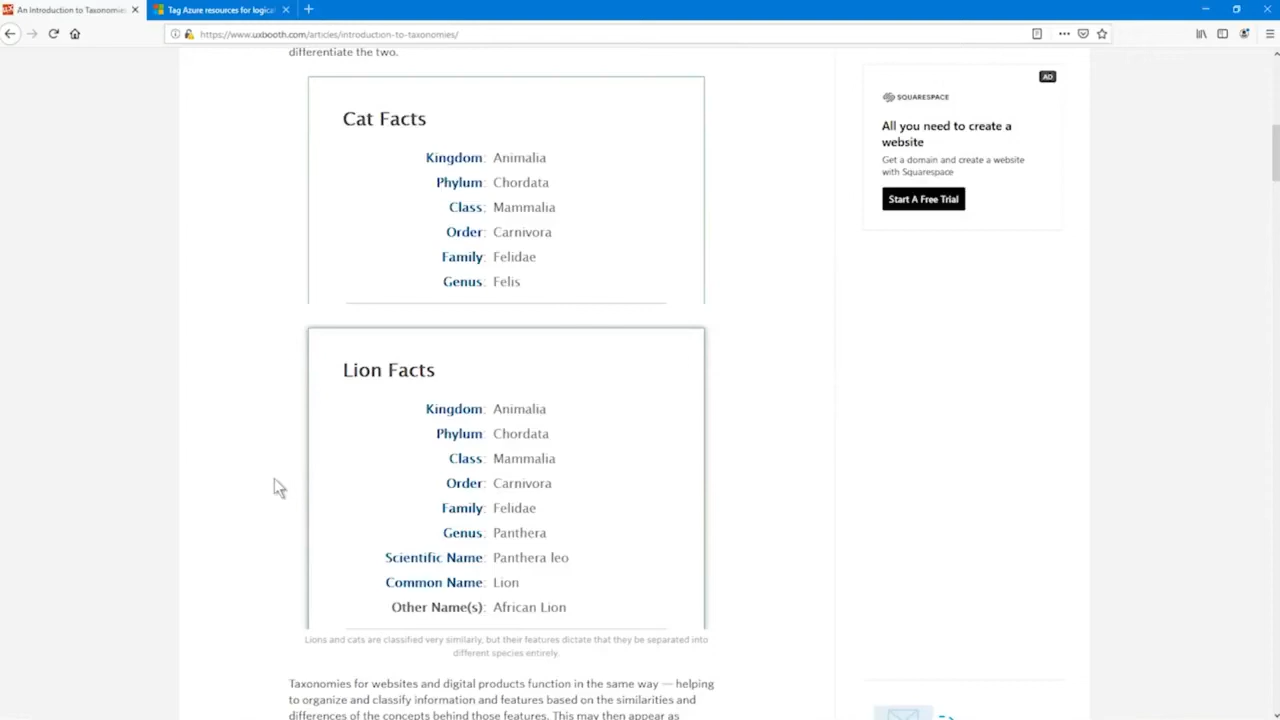 An Introduction to Taxonomies
Tag Azure resources for logical
https://www.uxbooth.com/articles/introduction-to-taxonomies/
differentiate the two.
Cat Facts
Kingdom: Animalia
Phylum: Chordata
Class: Mammalia
Order: Carnivora
Family: Felidae
Genus: Felis
Lion Facts
Kingdom: Animalia
Phylum: Chordata
Class: Mammalia
Order: Carnivora
Family: Felidae
Genus: Panthera
Scientific Name: Panthera leo
Common Name: Lion
Other Name(s): African Lion
Lions and cats are classified very similarly, but their features dictate that they be separated into
different species entirely.
Taxonomies for websites and digital products function in the same way — helping
to organize and classify information and features based on the similarities and
differences of the concepts behind those features. This may then appear as
AD
SQUARESPACE
All you need to create a
website
Get a domain and create a website
with Squarespace
Start A Free Trial